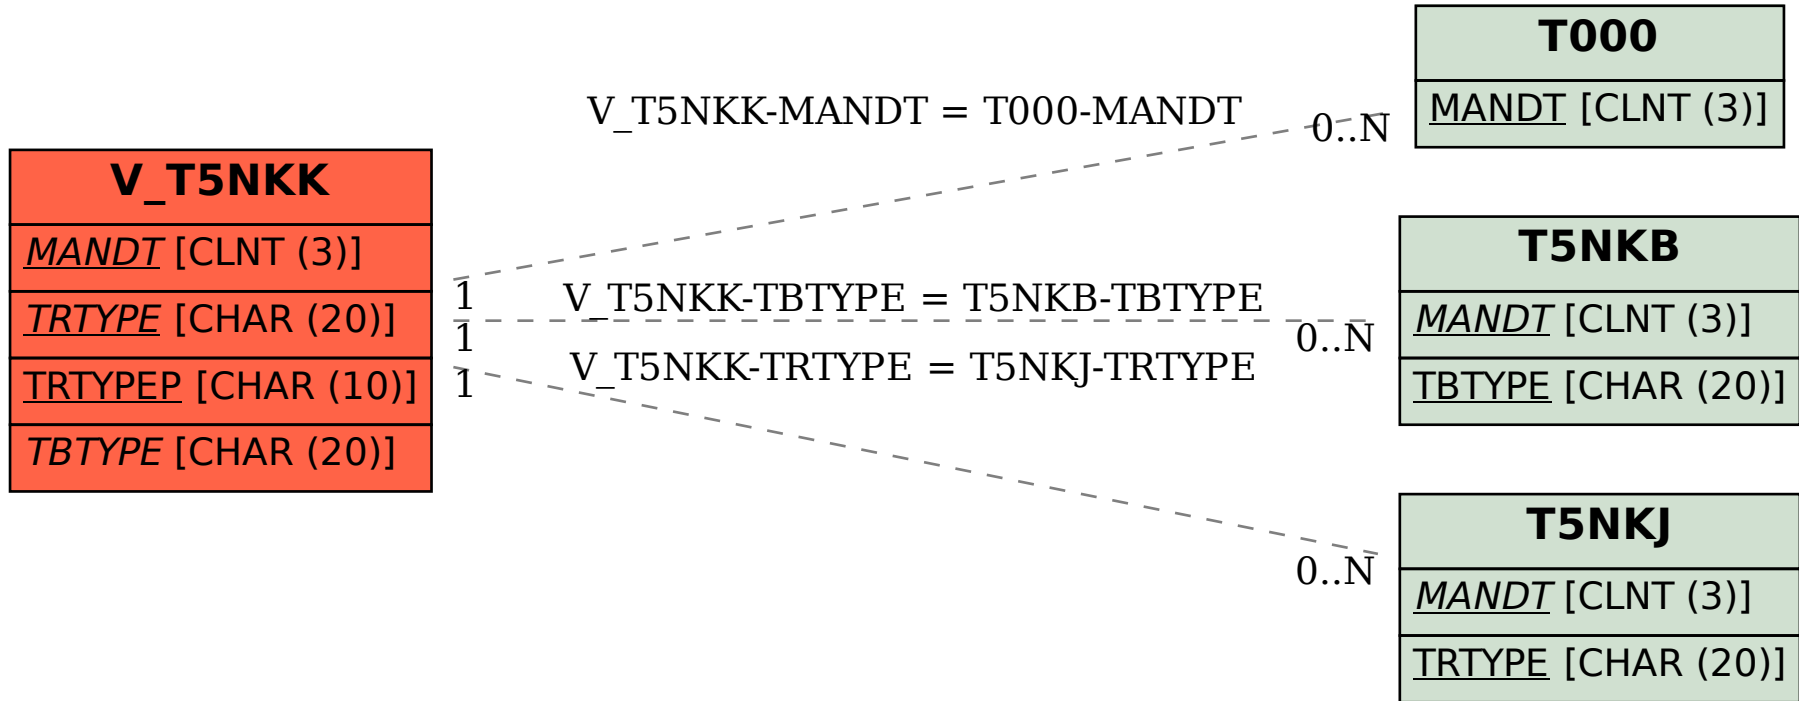 V_T5NKK
MANDT [CLNT (3)]
TRTYPE [CHAR (20)]
TRTYPEP [CHAR (10)]
TBTYPE [CHAR (20)]
V_T5NKK-MANDT = T000-MANDT
0..N
1
V_T5NKK-TBTYPE = T5NKB-TBTYPE
1
0..N
V_T5NKK-TRTYPE = T5NKJ-TRTYPE
1
0..N
T000
MANDT [CLNT (3)]
T5NKB
MANDT [CLNT (3)]
TBTYPE [CHAR (20)]
T5NKJ
MANDT [CLNT (3)]
TRTYPE [CHAR (20)]